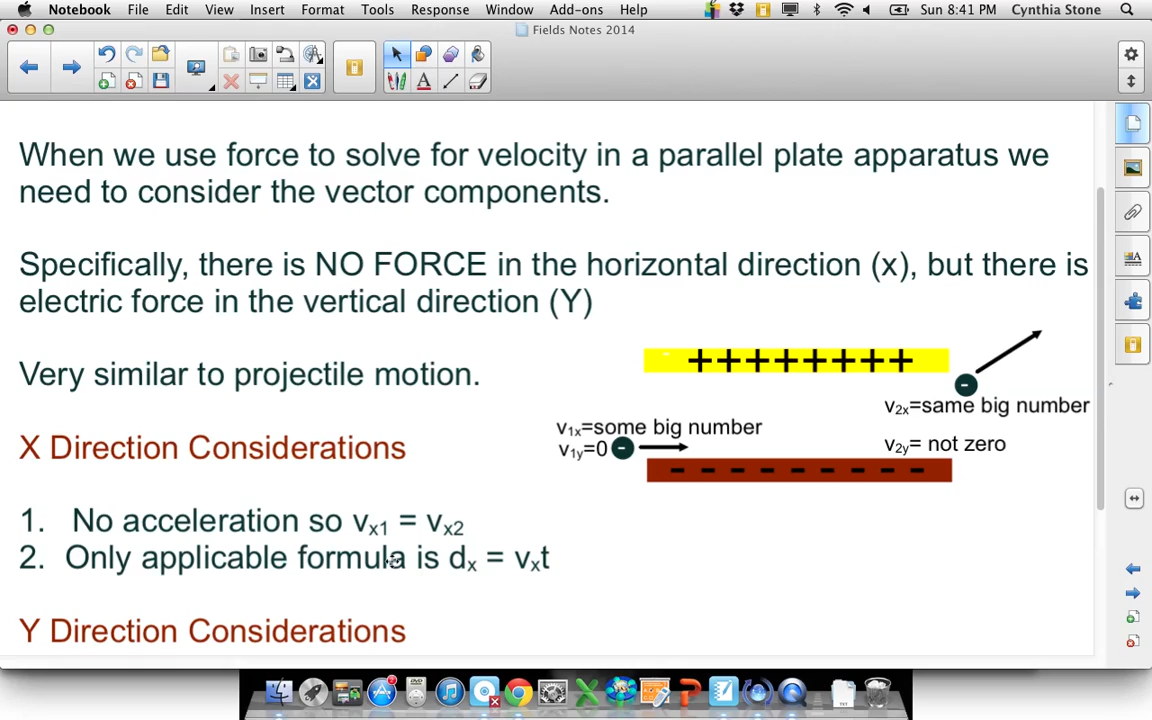 Notebook File Edit View Insert Format Tools Response Window Add-ons Help Sun 8:41 PM Cynthia Stone
Fields Notes 2014
When we use force to solve for velocity in a parallel plate apparatus we
need to consider the vector components.
Specifically, there is NO FORCE in the horizontal direction (x), but there is
electric force in the vertical direction (Y)
++++++++
Very similar to projectile motion.
-
v2x=same big number
v1x=some big number
v1y=0 -
v2y= not zero
X Direction Considerations
- - - - - - - - -
1. No acceleration so vx1 = vx2
2. Only applicable formula is dx = vxt
Y Direction Considerations